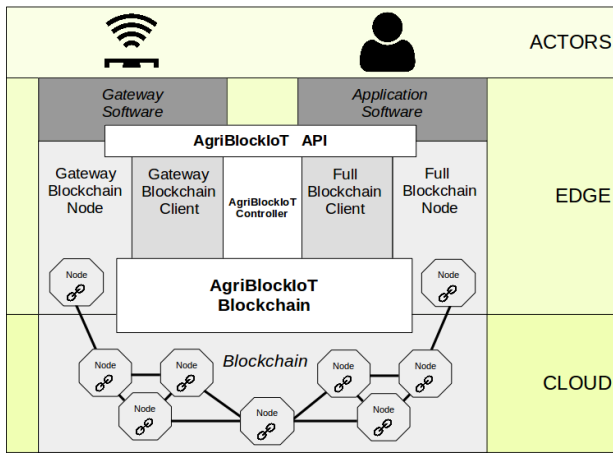 ACTORS
Gateway
Software
Application
Software
AgriBlockIoT API
Gateway
Blockchain
Node
Gateway
Blockchain
Client
AgriBlockIoT
Controller
Full
Blockchain
Client
Full
Blockchain
Node
EDGE
Node
AgriBlockIoT
Blockchain
Node
Blockchain
Node
Node
Node
Node
CLOUD
Node
Node
Node